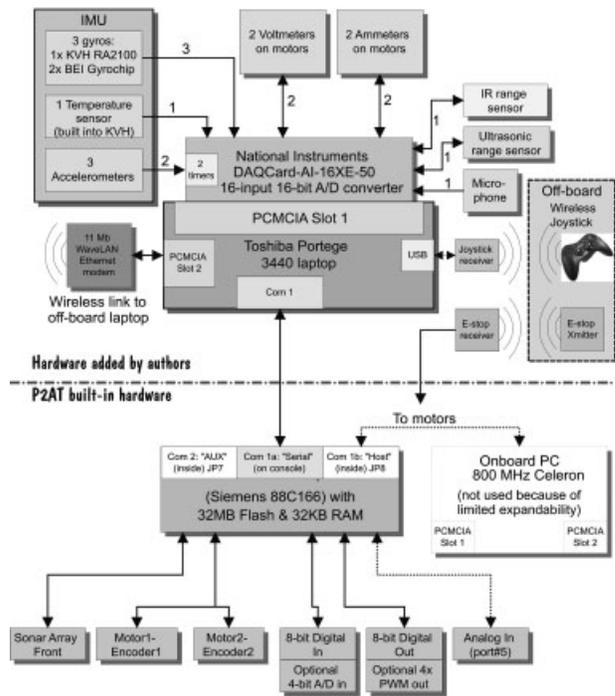 IMU
3 gyros:
1x KVH RA2100
2x BEI Gyrochip
1 Temperature
sensor
(built into KVH)
3
Accelerometers
3
1
2
2 Voltmeters
on motors
2 Ammeters
on motors
2
2
IR range
sensor
1
Ultrasonic
range sensor
1
Micro-
phone
1
2
timers
National Instruments
DAQCard-AI-16XE-50
16-input 16-bit A/D converter
PCMCIA Slot 1
Toshiba Portege
3440 laptop
PCMCIA
Slot 2
USB
Com 1
11 Mb
WaveLAN
Ethernet
modem
Wireless link to
off-board laptop
Joystick
receiver
E-stop
receiver
Off-board
Wireless
Joystick
E-stop
Xmitter
Hardware added by authors
P2AT built-in hardware
To motors
Com 2: "AUX"
(inside) JP7
Com 1a: "Serial"
(on console)
Com 1b: "Host"
(inside) JP8
(Siemens 88C166) with
32MB Flash & 32KB RAM
Onboard PC
800 MHz Celeron
(not used because of
limited expandability)
PCMCIA
Slot 1
PCMCIA
Slot 2
Sonar Array
Front
Motor1-
Encoder1
Motor2-
Encoder2
8-bit Digital
In
Optional
4-bit A/D in
8-bit Digital
Out
Optional 4x
PWM out
Analog In
(port#5)